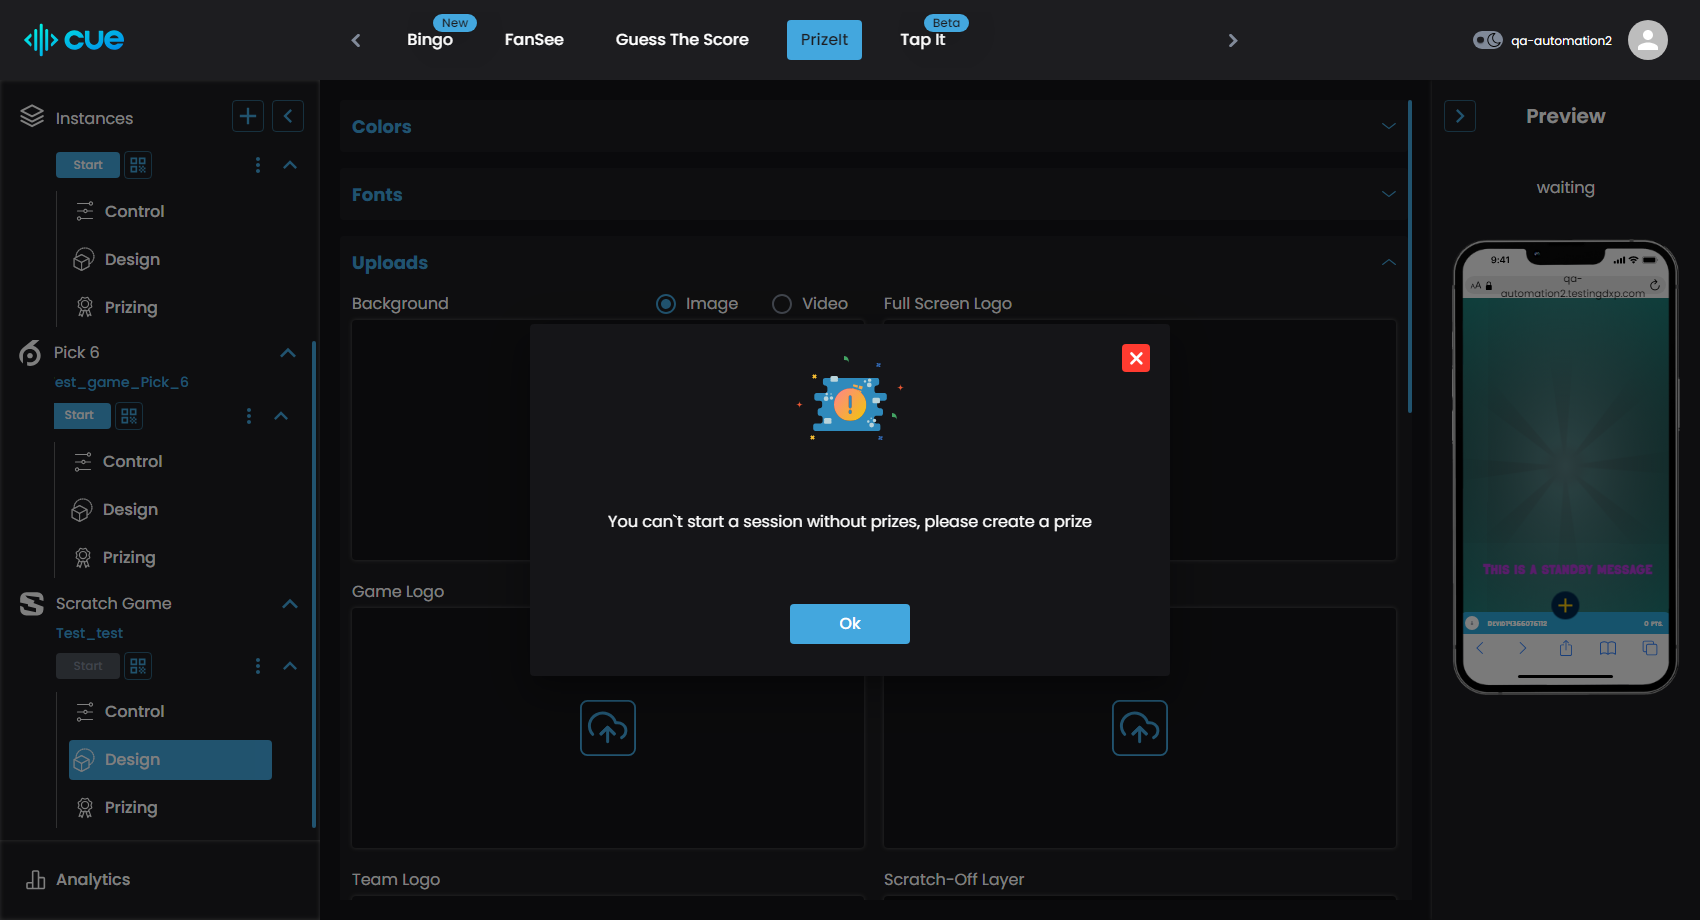 cue
New
Bingo
FanSee
Guess The Score
PrizeIt
Beta
Tap It
qa-automation2
Instances
Start
Control
Design
Prizing
Pick 6
est_game_Pick_6
Start
Control
Design
Prizing
Scratch Game
Test_test
Start
Control
Design
Prizing
Analytics
Colors
Fonts
Uploads
Background
Image
Video
Full Screen Logo
You can`t start a session without prizes, please create a prize
Ok
Game Logo
Team Logo
Scratch-Off Layer
Preview
waiting
9:41
AA
qa-
automation2.testingdxp.com
This is a standby message
0 PTS.